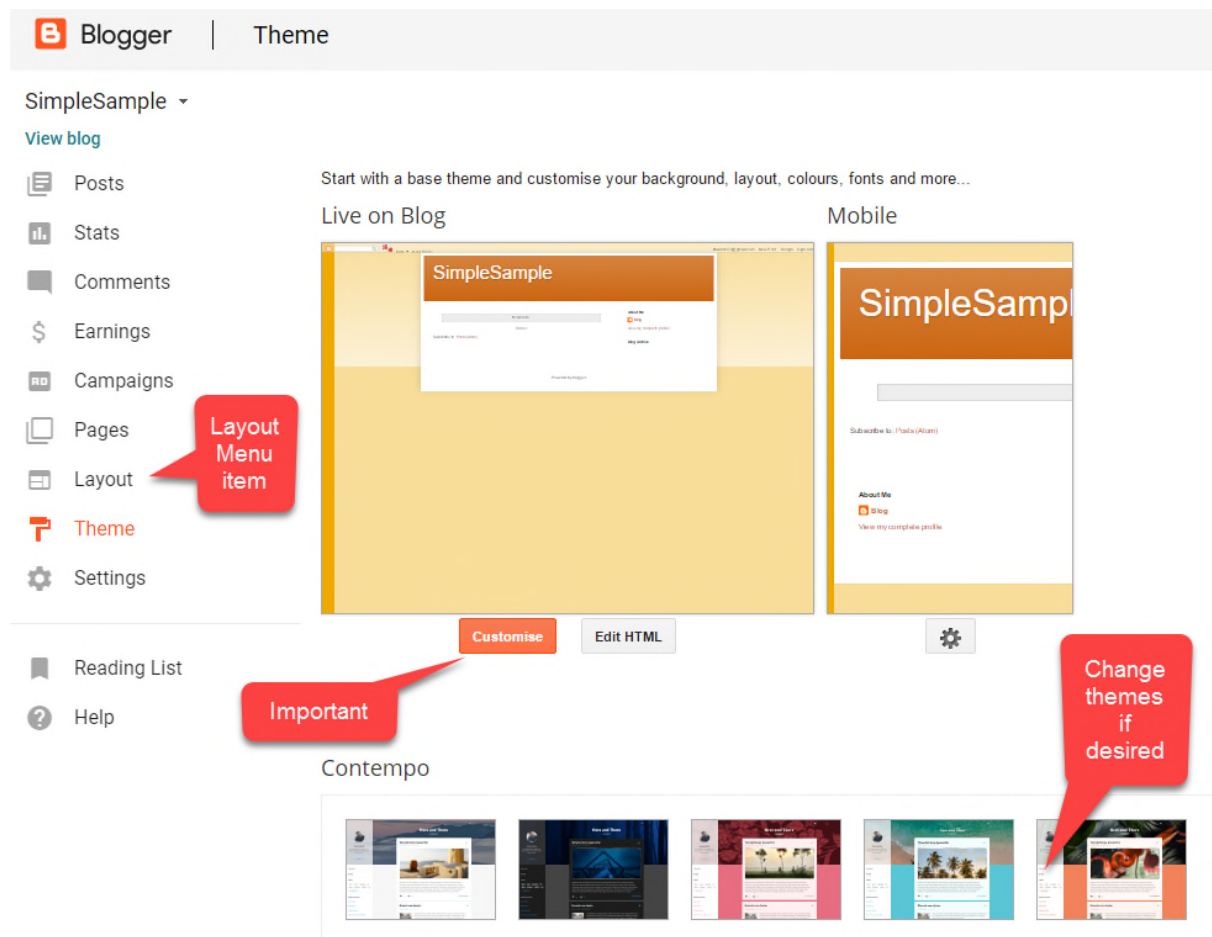 Blogger
Theme
SimpleSample
View blog
Posts
Stats
Comments
Earnings
Campaigns
Pages
Layout
Theme
Settings
Reading List
Help
Layout
Menu
item
Start with a base theme and customise your background, layout, colours, fonts and more...
Live on Blog
SimpleSample
About Me
Blog
Mobile
SimpleSampl
Subscribe to: Posts (Atom)
About Me
Blog
View my complete profile
Customise
Edit HTML
Important
Change
themes
if
desired
Contempo